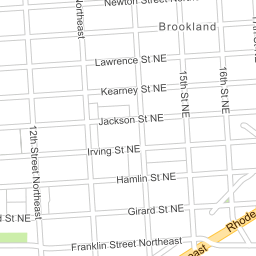 Newton Street North
Northeast
Brookland
Lawrence St NE
Kearney St NE
15th St NE
16th St NE
Jackson St NE
12th Street Northeast
Irving St NE
Hamlin St NE
Girard St NE
d St NE
Rhode
Franklin Street Northeast
east